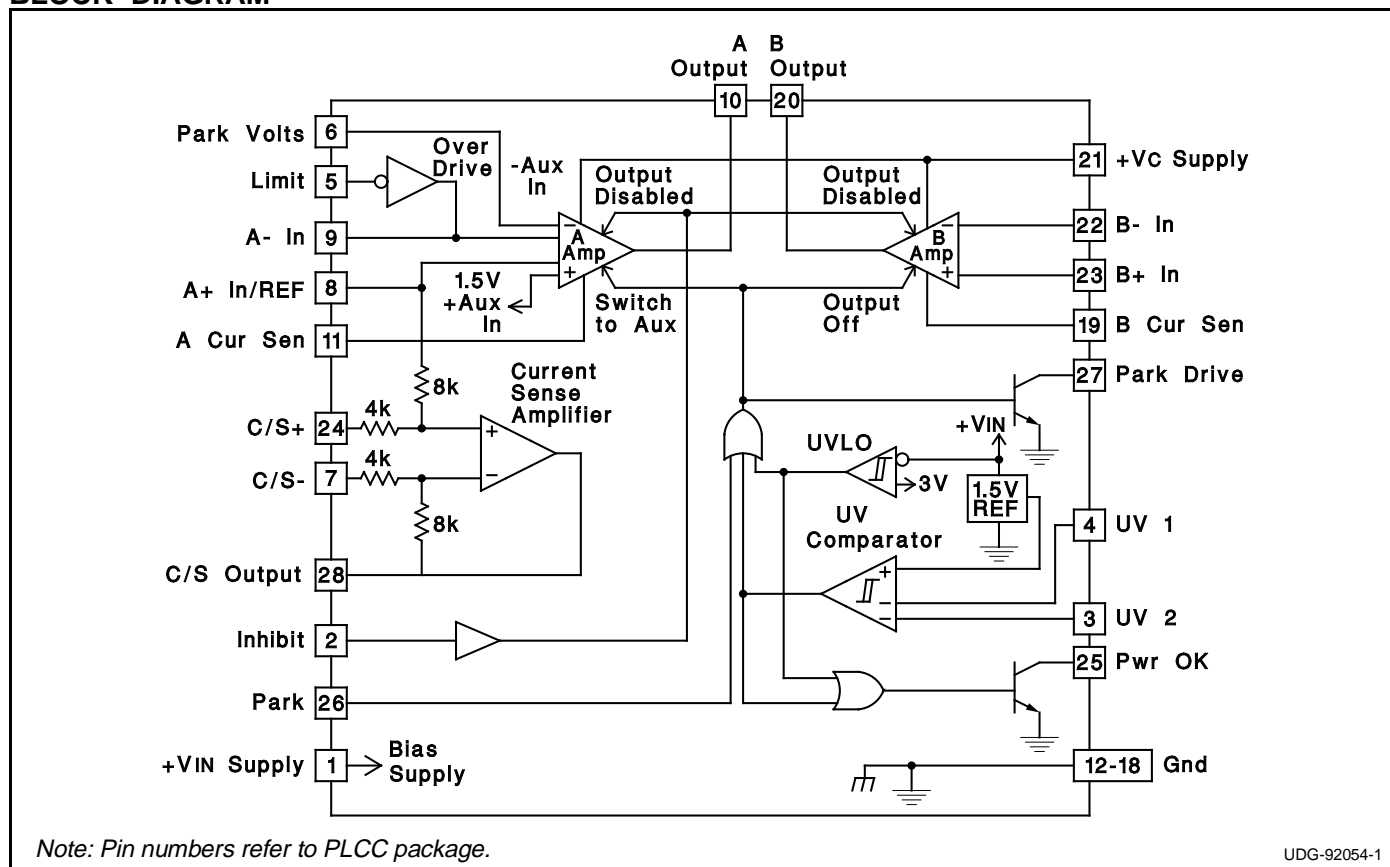 BLOCK DIAGRAM
A B
Output Output
10 20
Park Volts 6
Limit 5
A- In 9
A+ In/REF 8
A Cur Sen 11
C/S+ 24
C/S- 7
C/S Output 28
Inhibit 2
Park 26
+VIN Supply 1
Bias
Supply
Over
Drive
-Aux
In
Output
Disabled
Output
Disabled
-
A
Amp
+
-
B
Amp
+
1.5V
+Aux
In
Switch
to Aux
Output
Off
8k
4k
4k
8k
Current
Sense
Amplifier
+
-
UVLO
+VIN
3V
1.5V
REF
UV
Comparator
+
-
-
21 +VC Supply
22 B- In
23 B+ In
19 B Cur Sen
27 Park Drive
4 UV 1
3 UV 2
25 Pwr OK
12-18 Gnd
Note: Pin numbers refer to PLCC package.
UDG-92054-1